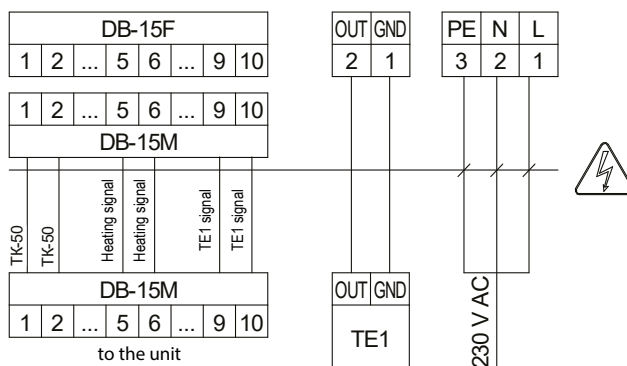 DB-15F
1 2 ... 5 6 ... 9 10
1 2 ... 5 6 ... 9 10
DB-15M
TK-50
TK-50
Heating signal
Heating signal
TE1 signal
TE1 signal
DB-15M
1 2 ... 5 6 ... 9 10
to the unit
OUT GND
2 1
OUT GND
TE1
PE N L
3 2 1
230 V AC